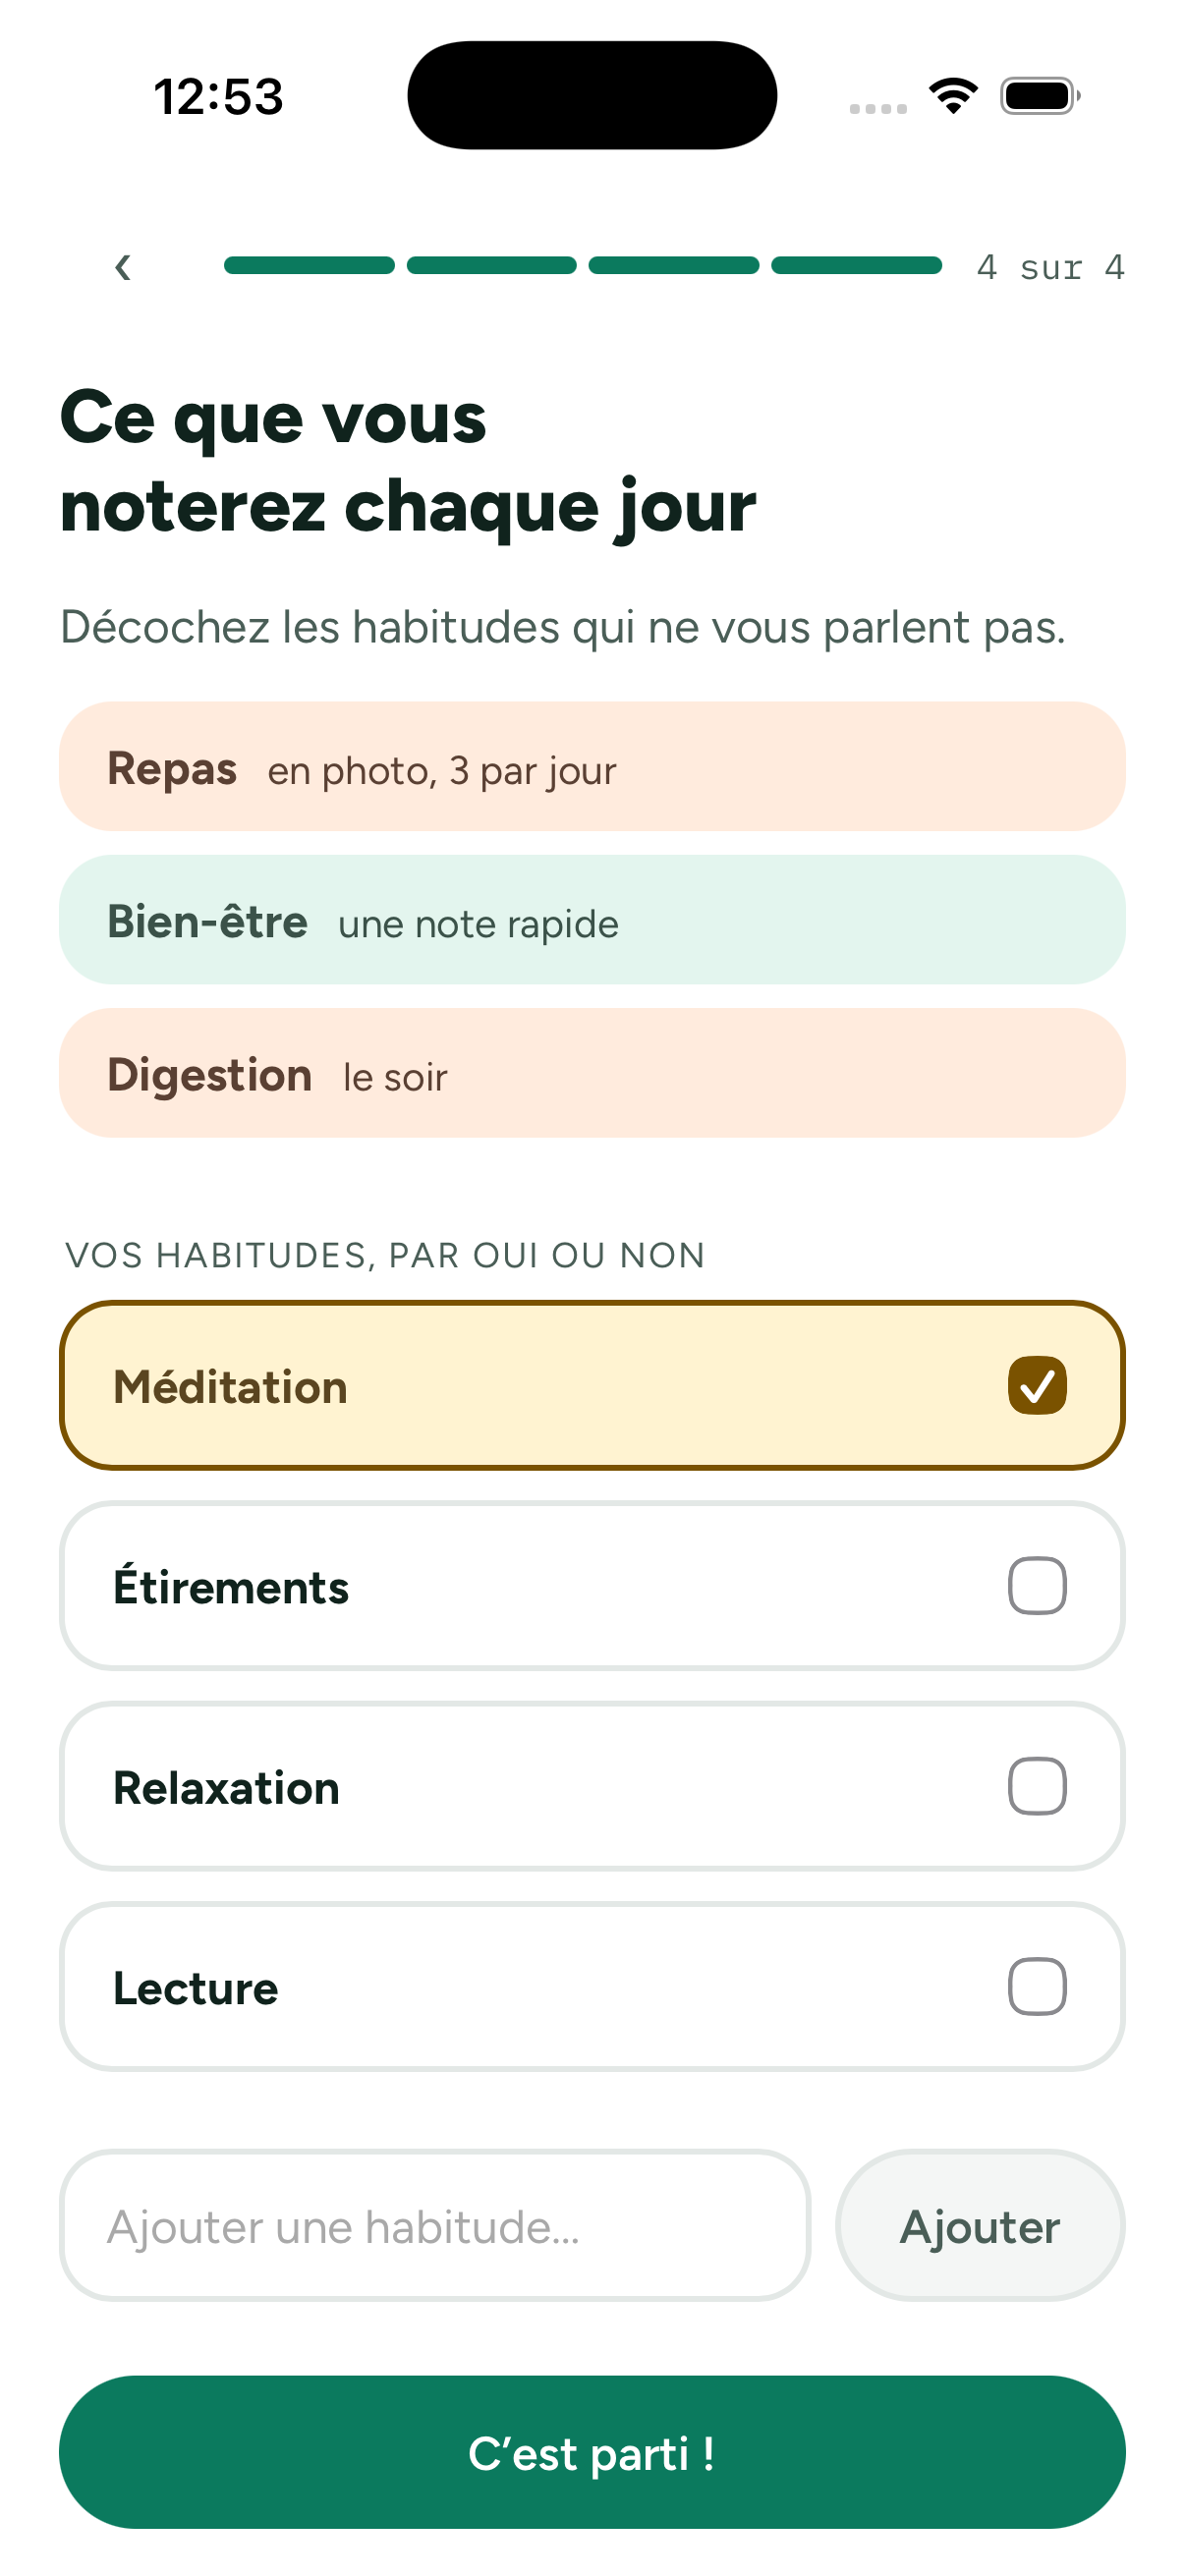 12:53
4 sur 4
Ce que vous
noterez chaque jour
Décochez les habitudes qui ne vous parlent pas.
Repas en photo, 3 par jour
Bien-être une note rapide
Digestion le soir
VOS HABITUDES, PAR OUI OU NON
Méditation
Étirements
Relaxation
Lecture
Ajouter une habitude...
Ajouter
C’est parti !